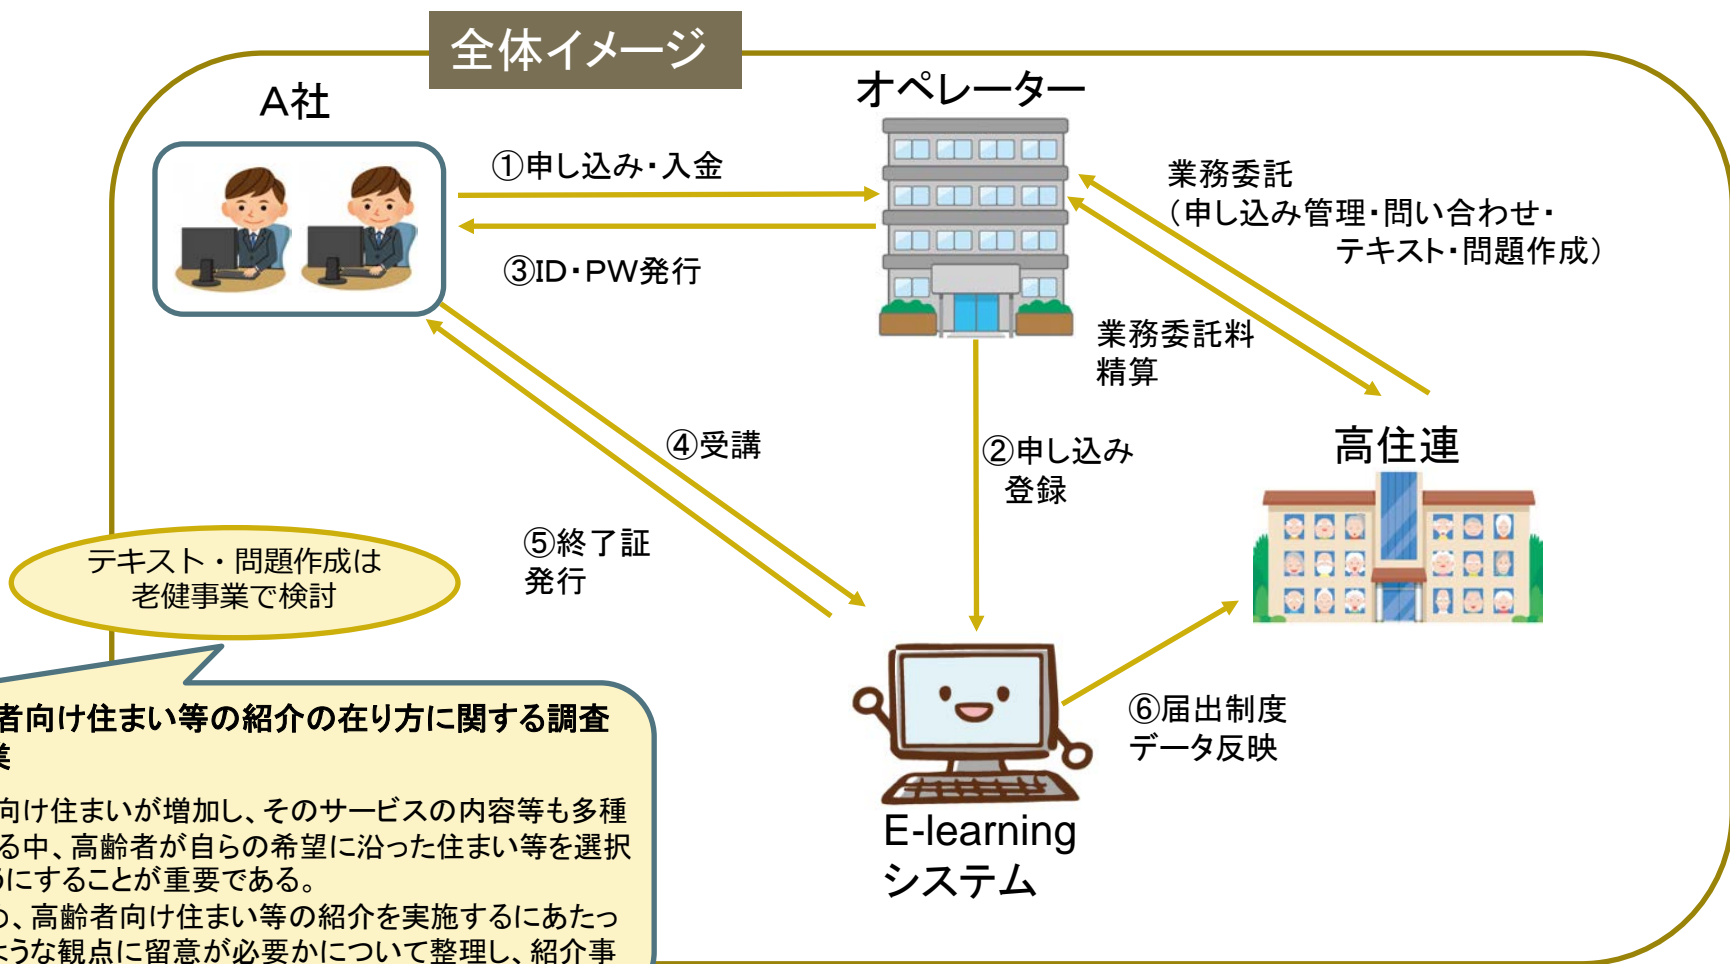 全体イメージ
A社
オペレーター
①申し込み・入金
③ID・PW発行
業務委託
（申し込み管理・問い合わせ・
テキスト・問題作成）
業務委託料
精算
④受講
②申し込み
登録
高住連
⑤終了証
発行
テキスト・問題作成は
老健事業で検討
⑥届出制度
データ反映
E-learning
システム
者向け住まい等の紹介の在り方に関する調査
業
向け住まいが増加し、そのサービスの内容等も多種
る中、高齢者が自らの希望に沿った住まい等を選択
うにすることが重要である。
め、高齢者向け住まい等の紹介を実施するにあたっ
ような観点に留意が必要かについて整理し、紹介事